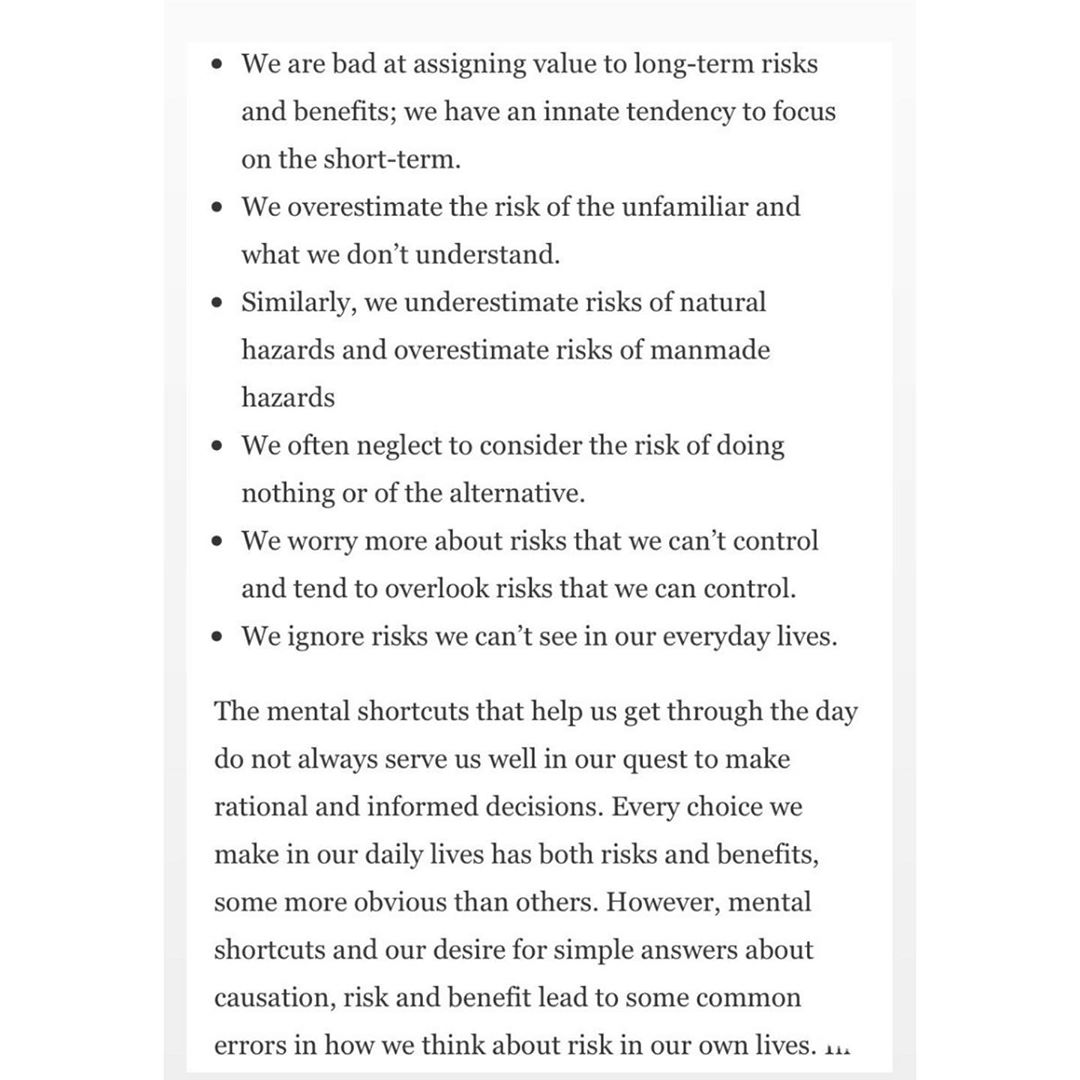 • We are bad at assigning value to long-term risks
and benefits; we have an innate tendency to focus
on the short-term.
• We overestimate the risk of the unfamiliar and
what we don’t understand.
• Similarly, we underestimate risks of natural
hazards and overestimate risks of manmade
hazards
• We often neglect to consider the risk of doing
nothing or of the alternative.
• We worry more about risks that we can’t control
and tend to overlook risks that we can control.
• We ignore risks we can’t see in our everyday lives.
The mental shortcuts that help us get through the day
do not always serve us well in our quest to make
rational and informed decisions. Every choice we
make in our daily lives has both risks and benefits,
some more obvious than others. However, mental
shortcuts and our desire for simple answers about
causation, risk and benefit lead to some common
errors in how we think about risk in our own lives.